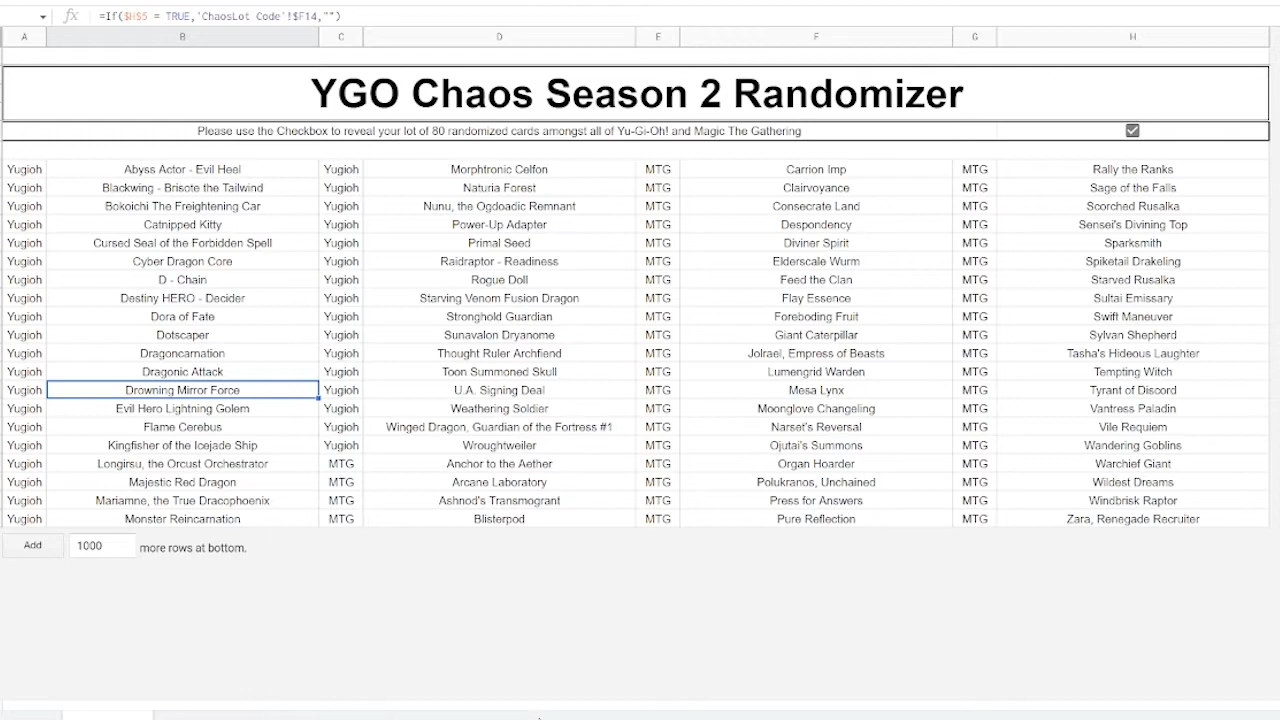 =If($H$5 = TRUE,'ChaosLot Code'!$F14,"")
A B C D E F G H
YGO Chaos Season 2 Randomizer
Please use the Checkbox to reveal your lot of 80 randomized cards amongst all of Yu-Gi-Oh! and Magic The Gathering
Yugioh Abyss Actor - Evil Heel Yugioh Morphtronic Celfon MTG Carrion Imp MTG Rally the Ranks
Yugioh Blackwing - Brisote the Tailwind Yugioh Naturia Forest MTG Clairvoyance MTG Sage of the Falls
Yugioh Bokoichi The Freightening Car Yugioh Nunu, the Ogdoadic Remnant MTG Consecrate Land MTG Scorched Rusalka
Yugioh Catnipped Kitty Yugioh Power-Up Adapter MTG Despondency MTG Sensei's Divining Top
Yugioh Cursed Seal of the Forbidden Spell Yugioh Primal Seed MTG Diviner Spirit MTG Sparksmith
Yugioh Cyber Dragon Core Yugioh Raidraptor - Readiness MTG Elderscale Wurm MTG Spiketail Drakeling
Yugioh D - Chain Yugioh Rogue Doll MTG Feed the Clan MTG Starved Rusalka
Yugioh Destiny HERO - Decider Yugioh Starving Venom Fusion Dragon MTG Flay Essence MTG Sultai Emissary
Yugioh Dora of Fate Yugioh Stronghold Guardian MTG Foreboding Fruit MTG Swift Maneuver
Yugioh Dotscaper Yugioh Sunavalon Dryanome MTG Giant Caterpillar MTG Sylvan Shepherd
Yugioh Dragoncarnation Yugioh Thought Ruler Archfiend MTG Jolrael, Empress of Beasts MTG Tasha's Hideous Laughter
Yugioh Dragonic Attack Yugioh Toon Summoned Skull MTG Lumengrid Warden MTG Tempting Witch
Yugioh Drowning Mirror Force Yugioh U.A. Signing Deal MTG Mesa Lynx MTG Tyrant of Discord
Yugioh Evil Hero Lightning Golem Yugioh Weathering Soldier MTG Moonglove Changeling MTG Vantress Paladin
Yugioh Flame Cerebus Yugioh Winged Dragon, Guardian of the Fortress #1 MTG Narset's Reversal MTG Vile Requiem
Yugioh Kingfisher of the Icejade Ship Yugioh Wroughtweiler MTG Ojutai's Summons MTG Wandering Goblins
Yugioh Longirsu, the Orcust Orchestrator MTG Anchor to the Aether MTG Organ Hoarder MTG Warchief Giant
Yugioh Majestic Red Dragon MTG Arcane Laboratory MTG Polukranos, Unchained MTG Wildest Dreams
Yugioh Mariamne, the True Dracophoenix MTG Ashnod's Transmogrant MTG Press for Answers MTG Windbrisk Raptor
Yugioh Monster Reincarnation MTG Blisterpod MTG Pure Reflection MTG Zara, Renegade Recruiter
Add 1000 more rows at bottom.